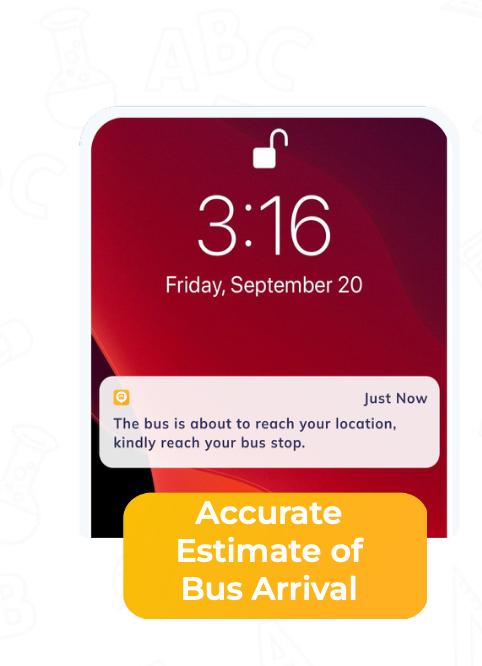 ABC
3:16
Friday, September 20
Just Now
The bus is about to reach your location,
kindly reach your bus stop.
Accurate
Estimate of
Bus Arrival